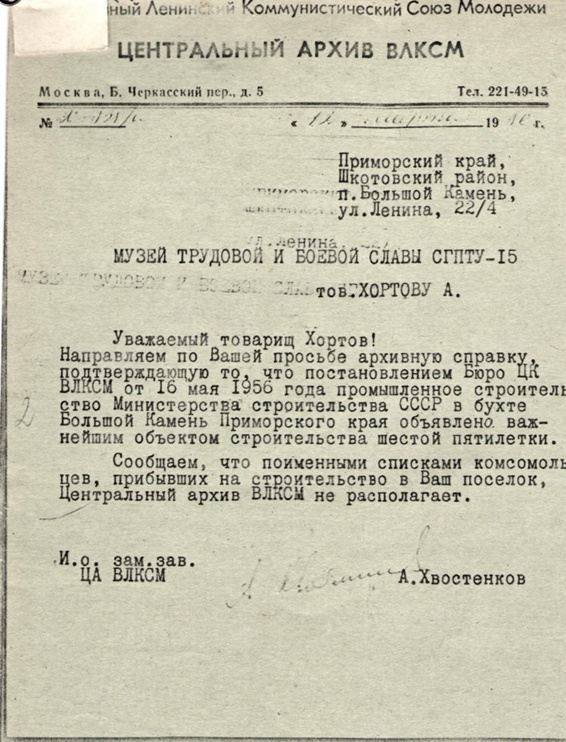 ный Ленинский Коммунистический Союз Молодежи
ЦЕНТРАЛЬНЫЙ АРХИВ ВЛКСМ
Москва, Б. Черкасский пер., д. 5 Тел. 221-49-15
№ « 12 » марта 19 г.
Приморский край,
Шкотовский район,
п.Большой Камень,
ул.Ленина, 22/4
ул.Ленина,
МУЗЕЙ ТРУДОВОЙ И БОЕВОЙ СЛАВЫ СГПТУ-15
тов.ХОРТОВУ А.
Уважаемый товарищ Хортов!
Направляем по Вашей просьбе архивную справку,
подтверждающую то, что постановлением Бюро ЦК
ВЛКСМ от 16 мая 1956 года промышленное строитель
ство Министерства строительства СССР в бухте
2
Большой Камень Приморского края объявлено важ-
нейшим объектом строительства шестой пятилетки.
Сообщаем, что поименными списками комсомоль
цев, прибывших на строительство в Ваш поселок,
Центральный архив ВЛКСМ не располагает.
И.о. зам.зав.
ЦА ВЛКСМ А.Хвостенков